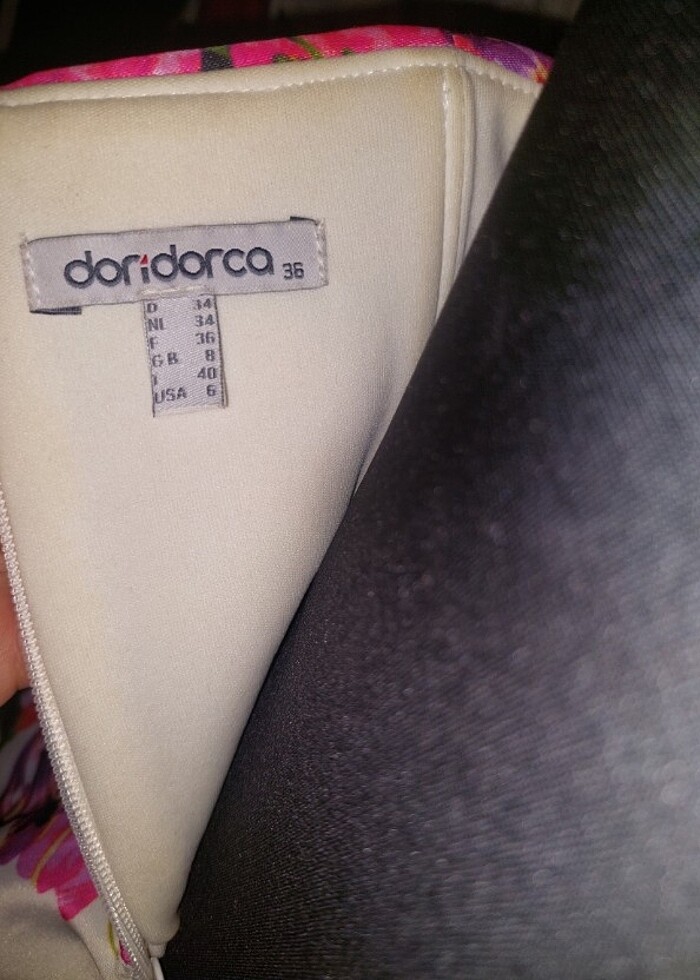 doridorca 36
D 34
NL 34
F 36
GB 8
I 40
USA 6